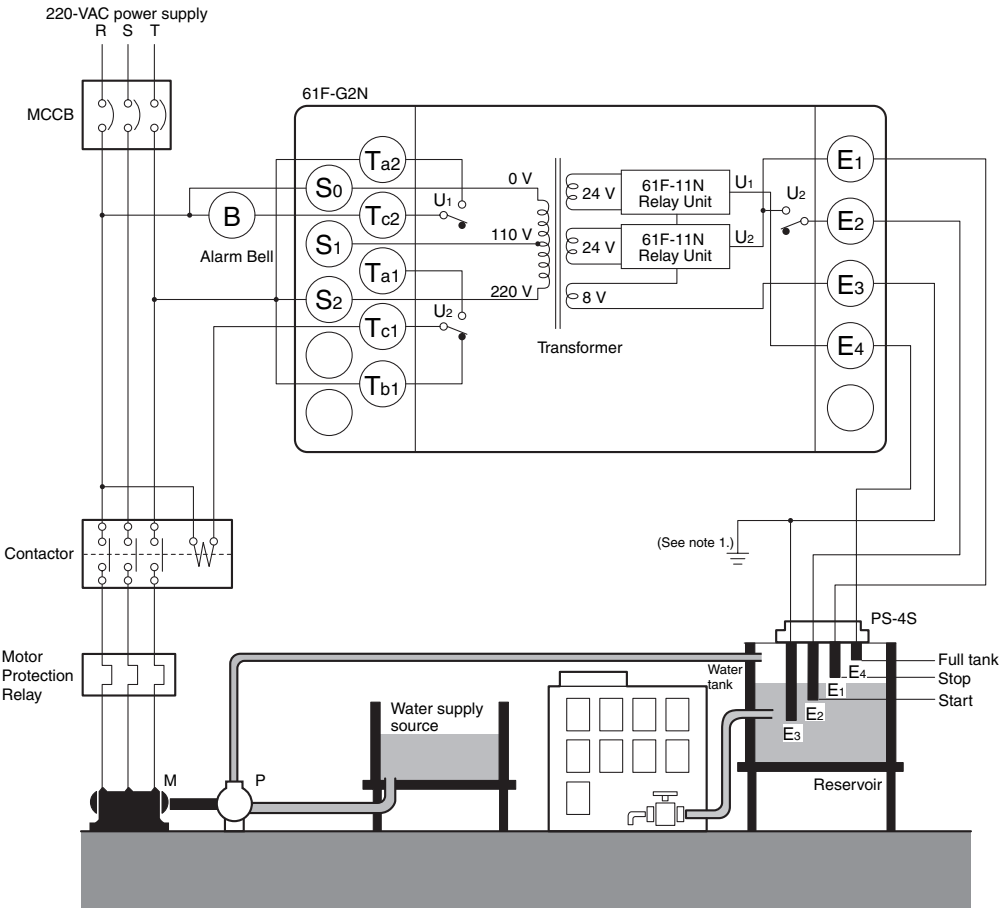 220-VAC power supply
R S T
MCCB
61F-G2N
Ta2
S0
B
Tc2
Alarm Bell
S1
Ta1
S2
Tc1
Tb1
U1
U2
0 V
110 V
220 V
24 V
24 V
8 V
Transformer
61F-11N
Relay Unit
U1
61F-11N
Relay Unit
U2
U2
E1
E2
E3
E4
Contactor
(See note 1.)
PS-4S
Motor
Protection
Relay
Water
tank
E4
E1
E2
E3
Full tank
Stop
Start
Water supply
source
Reservoir
M
P